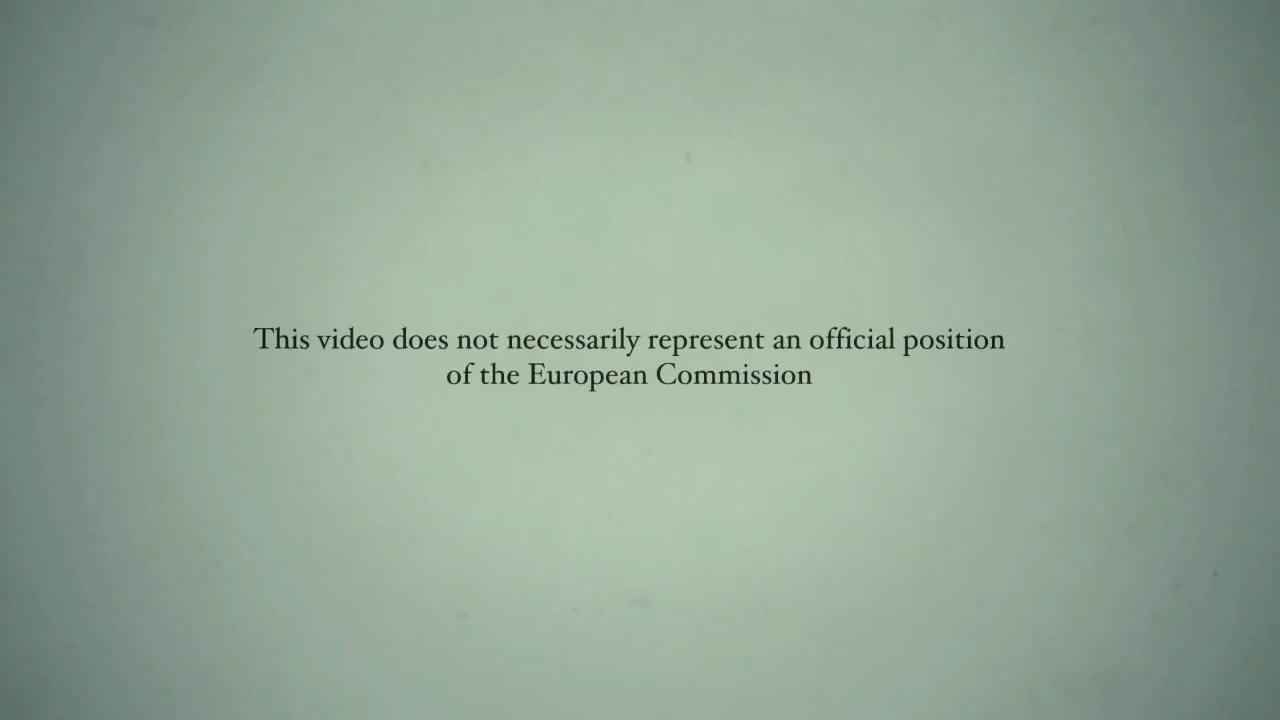 This video does not necessarily represent an official position
of the European Commission